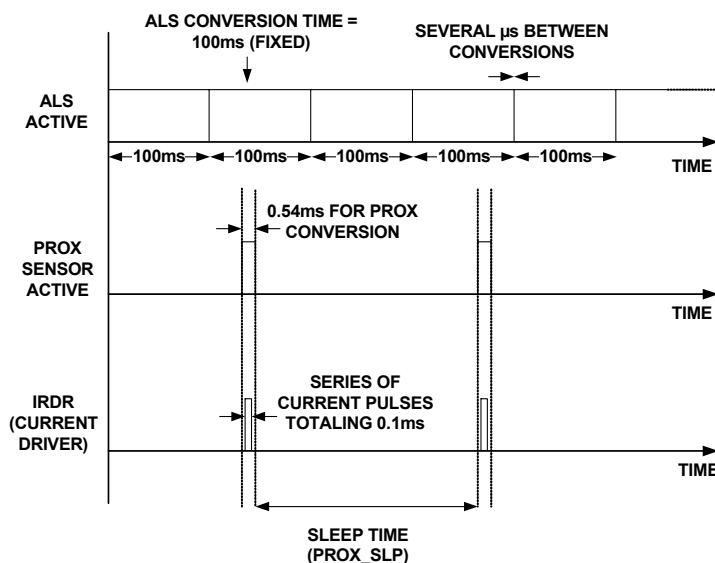 ALS CONVERSION TIME =
100ms (FIXED)
SEVERAL µs BETWEEN
CONVERSIONS
ALS
ACTIVE
100ms
100ms
100ms
100ms
100ms
TIME
0.54ms FOR PROX
CONVERSION
PROX
SENSOR
ACTIVE
TIME
SERIES OF
CURRENT PULSES
TOTALING 0.1ms
IRDR
(CURRENT
DRIVER)
TIME
SLEEP TIME
(PROX_SLP)